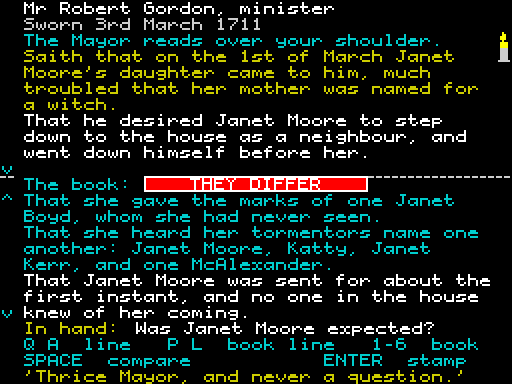 Mr Robert Gordon, minister
Sworn 3rd March 1711
The Mayor reads over your shoulder.
Saith that on the 1st of March Janet
Moore's daughter came to him, much
troubled that her mother was named for
a witch.
That he desired Janet Moore to step
down to the house as a neighbour, and
went down himself before her.
v
The book: THEY DIFFER
^ That she gave the marks of one Janet
Boyd, whom she had never seen.
That she heard her tormentors name one
another: Janet Moore, Katty, Janet
Kerr, and one McAlexander.
That Janet Moore was sent for about the
first instant, and no one in the house
v knew of her coming.
In hand: Was Janet Moore expected?
Q A line P L book line 1-6 book
SPACE compare ENTER stamp
'Thrice Mayor, and never a question.'